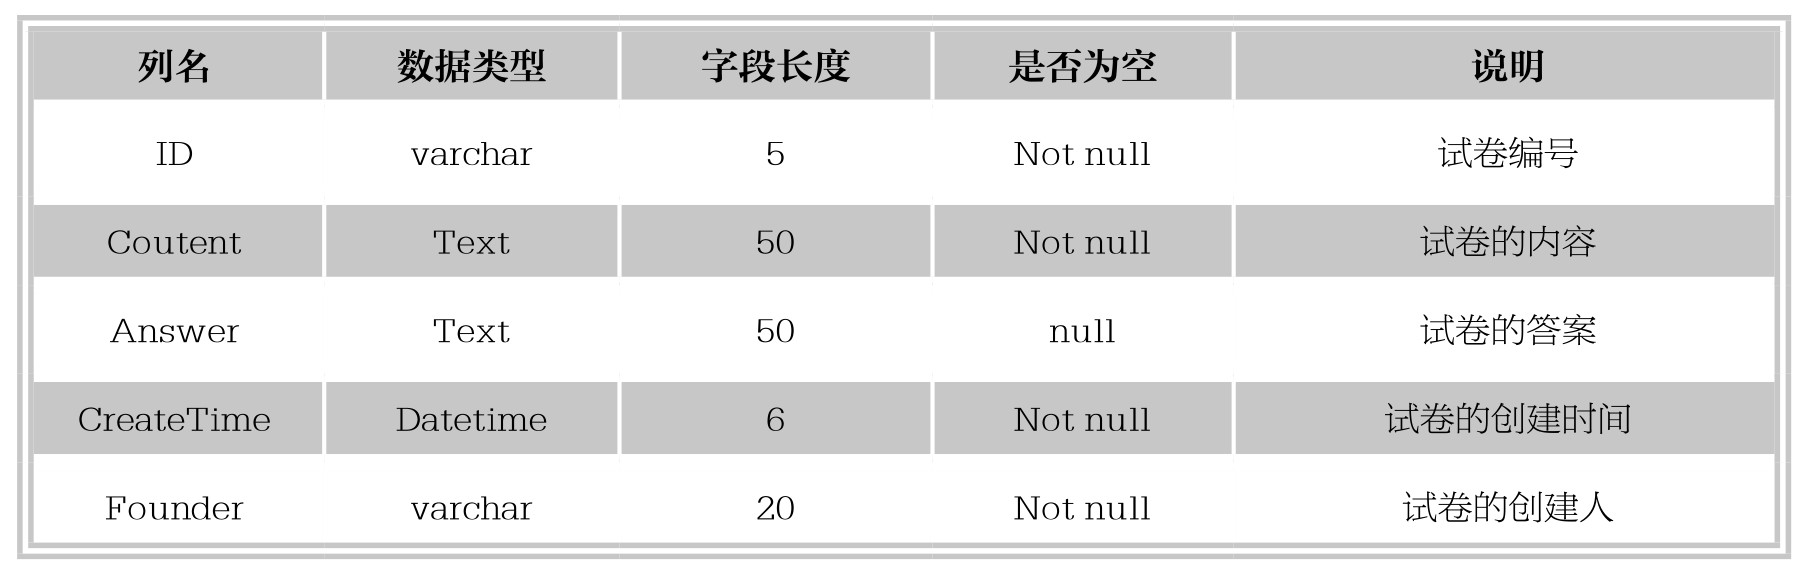 列名 数据类型 字段长度 是否为空 说明
ID varchar 5 Not null 试卷编号
Coutent Text 50 Not null 试卷的内容
Answer Text 50 null 试卷的答案
CreateTime Datetime 6 Not null 试卷的创建时间
Founder varchar 20 Not null 试卷的创建人